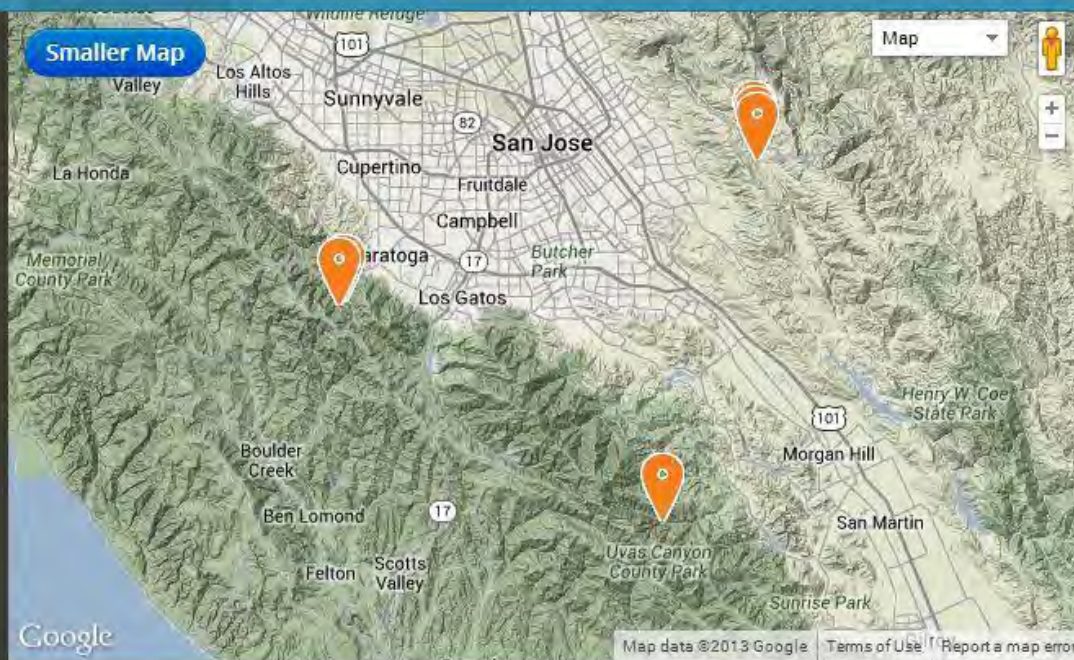 Wildlife Refuge
Smaller Map
101
Map
Valley
Los Altos
Hills
Sunnyvale
82
San Jose
Cupertino
La Honda
Fruitdale
Campbell
Memorial
County Park
aratoga
17
Butcher
Park
Los Gatos
Henry W. Coe
State Park
101
Boulder
Creek
Morgan Hill
Ben Lomond
17
San Martin
Uvas Canyon
County Park
Felton
Scotts
Valley
Sunrise Park
Google
Map data ©2013 Google
Terms of Use
Report a map error